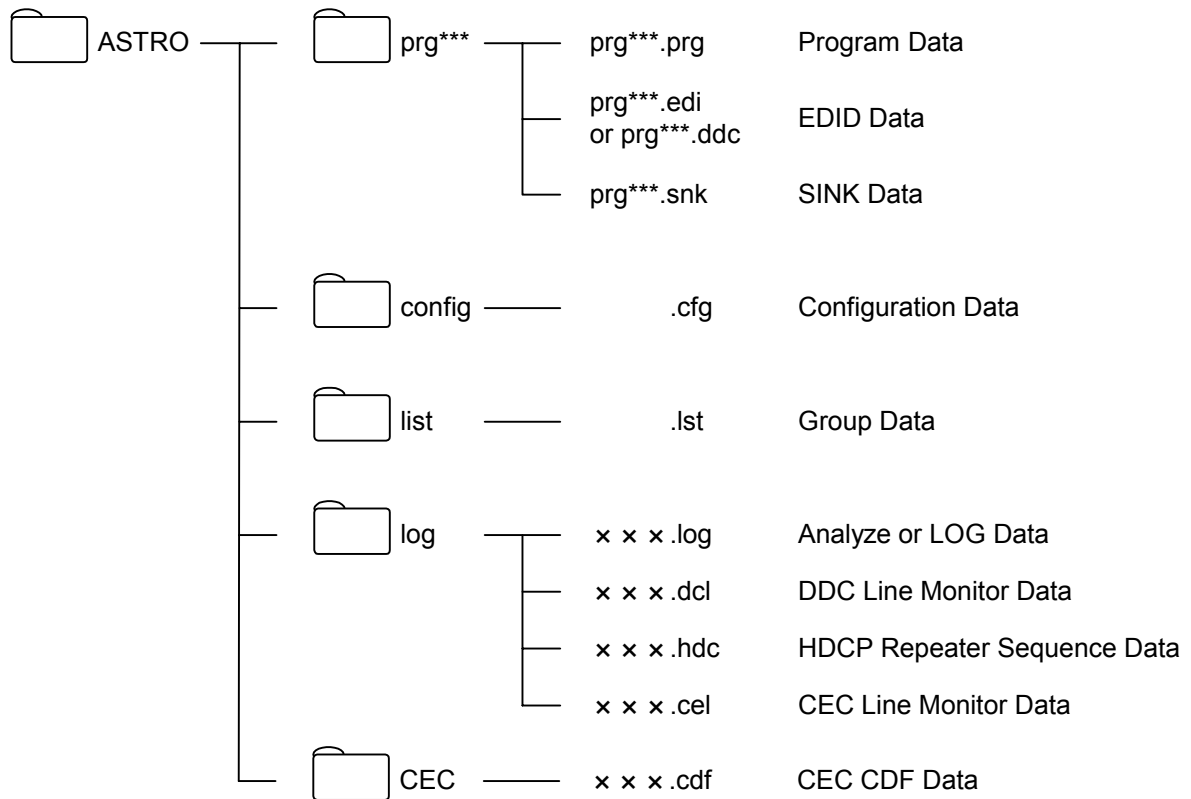 ASTRO prg*** prg***.prg Program Data
prg***.edi
or prg***.ddc EDID Data
prg***.snk SINK Data
config .cfg Configuration Data
list .lst Group Data
log × × × .log Analyze or LOG Data
× × × .dcl DDC Line Monitor Data
× × × .hdc HDCP Repeater Sequence Data
× × × .cel CEC Line Monitor Data
CEC × × × .cdf CEC CDF Data